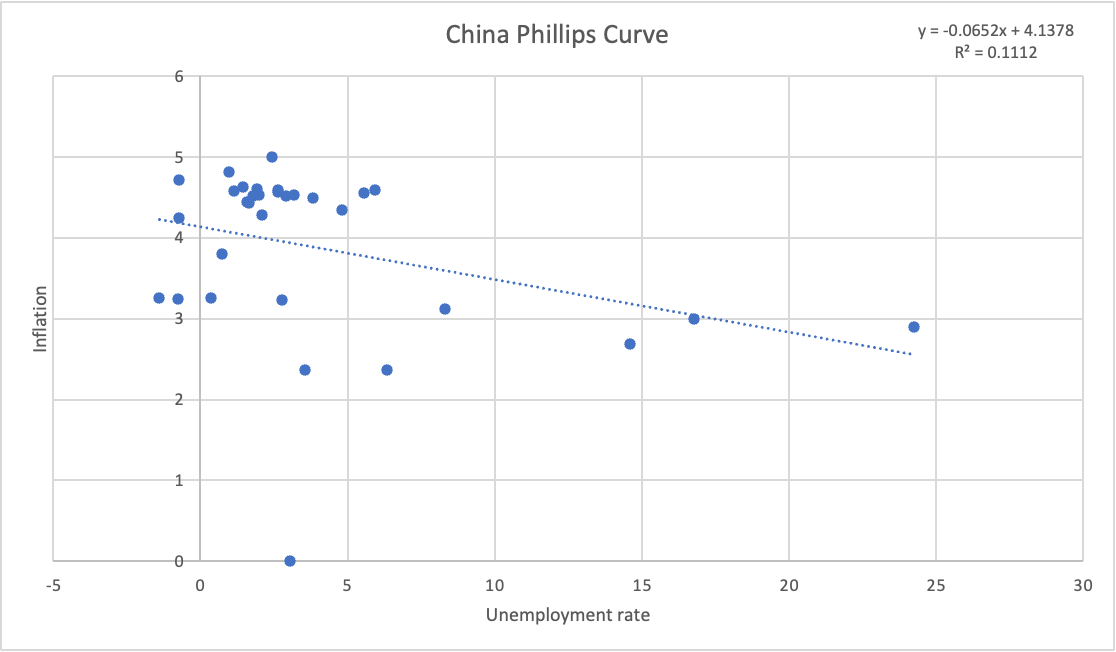 China Phillips Curve
y = -0.0652x + 4.1378
R² = 0.1112
6
5
4
3
2
1
0
Inflation
-5 0 5 10 15 20 25 30
Unemployment rate